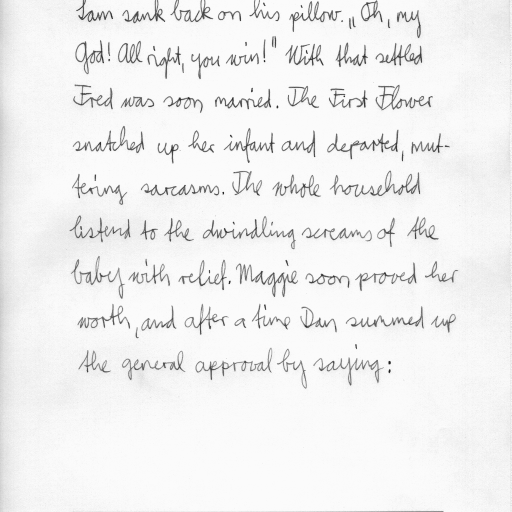 Sam sank back on his pillow. „Oh, my
God! All right, you win!" With that settled
Fred was soon married. The First Flower
snatched up her infant and departed, mut-
tering sarcasms. The whole household
listend to the dwindling screams of the
baby with relief. Maggie soon proved her
worth, and after a time Dan summed up
the general approval by saying: